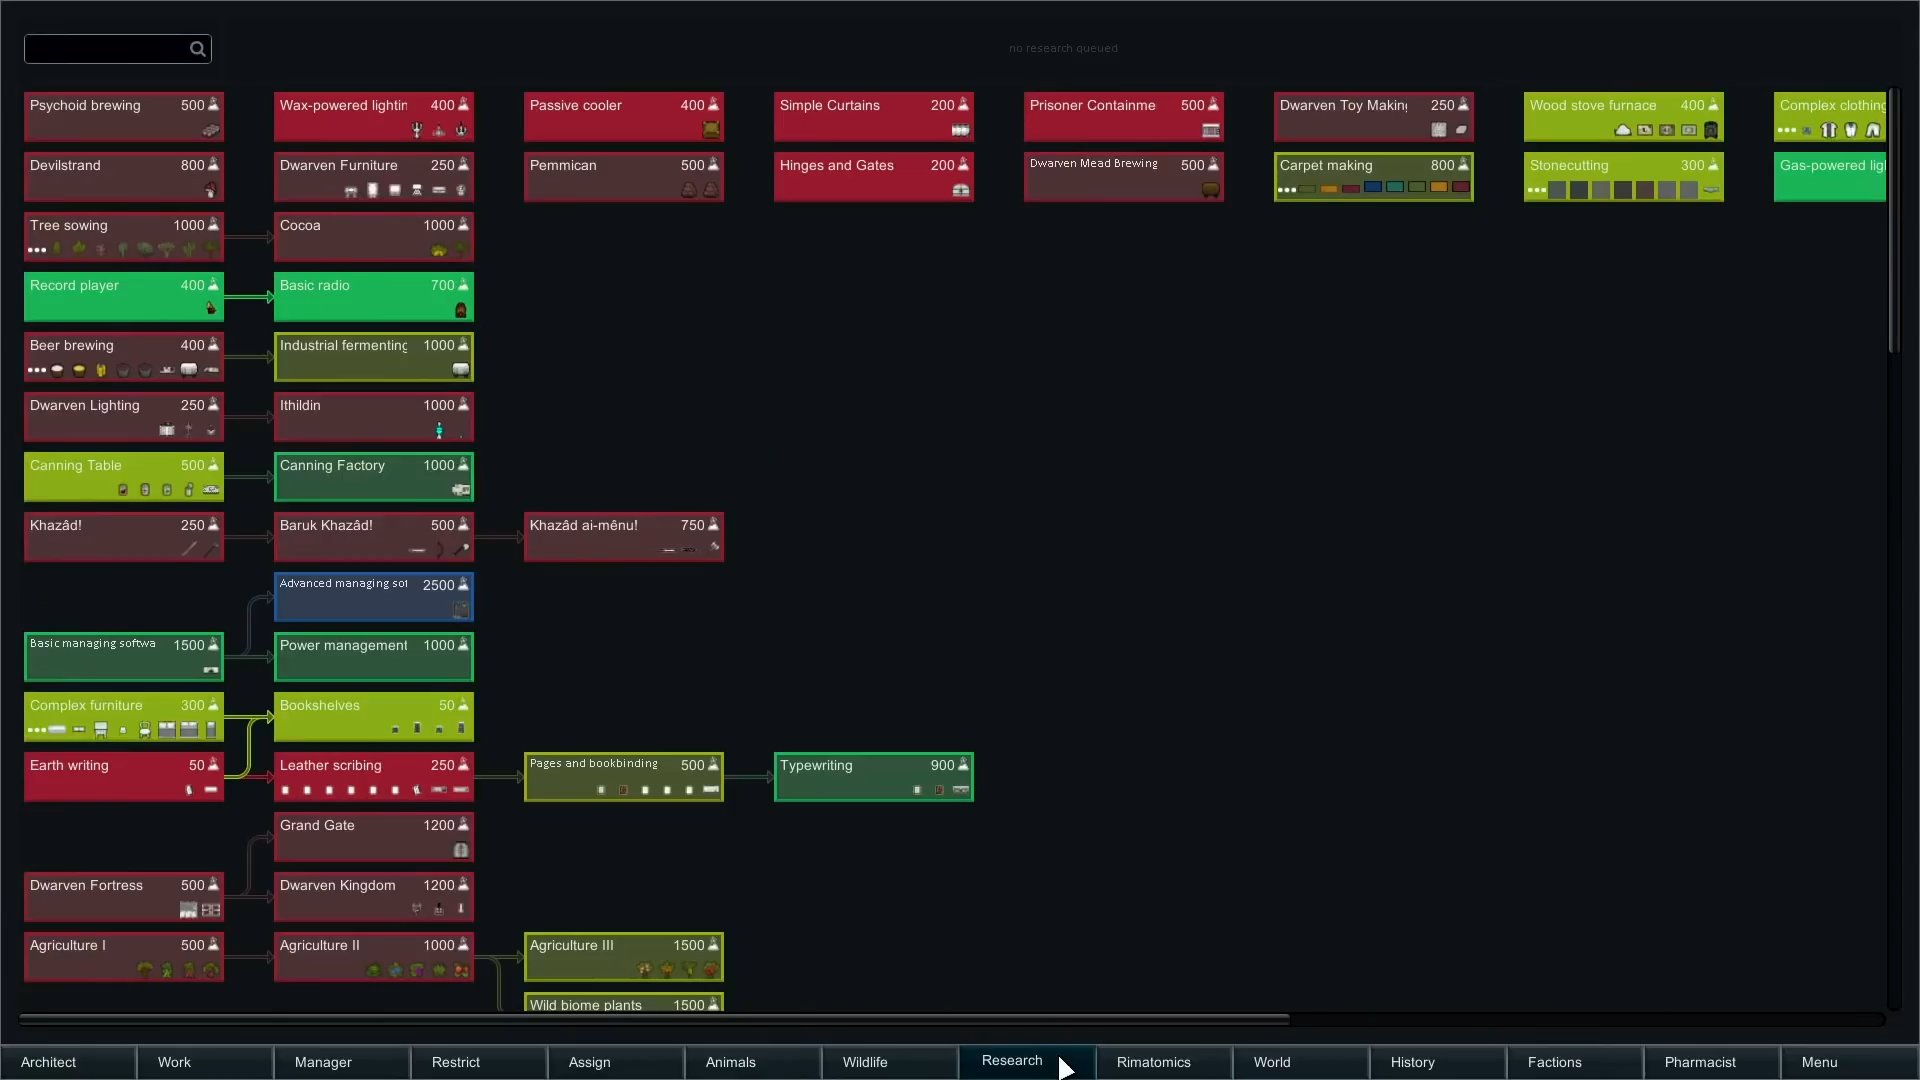 no research queued
Psychoid brewing 500
Wax-powered lightin 400
Passive cooler 400
Simple Curtains 200
Prisoner Containme 500
Dwarven Toy Makin 250
Wood stove furnace 400
Complex clothing
Devilstrand 800
Dwarven Furniture 250
Pemmican 500
Hinges and Gates 200
Dwarven Mead Brewing 500
Carpet making 800
Stonecutting 300
Gas-powered lig
Tree sowing 1000
Cocoa 1000
Record player 400
Basic radio 700
Beer brewing 400
Industrial fermenting 1000
Dwarven Lighting 250
Ithildin 1000
Canning Table 500
Canning Factory 1000
Khazâd! 250
Baruk Khazâd! 500
Khazâd ai-mênu! 750
Advanced managing sof 2500
Basic managing softwa 1500
Power management 1000
Complex furniture 300
Bookshelves 50
Earth writing 50
Leather scribing 250
Pages and bookbinding 500
Typewriting 900
Grand Gate 1200
Dwarven Fortress 500
Dwarven Kingdom 1200
Agriculture I 500
Agriculture II 1000
Agriculture III 1500
Wild biome plants 1500
Architect Work Manager Restrict Assign Animals Wildlife Research Rimatomics World History Factions Pharmacist Menu